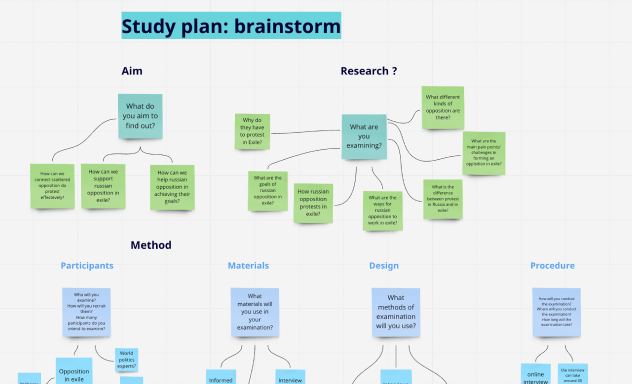 Study plan: brainstorm
Aim
Research ?
What do
you aim to
find out?
How can we
connect scattered
opposition do
protest
effectevely?
How can we
support
russian
opposition in
exile?
How can we
help russian
opposition in
achieving their
goals?
Why do
they have
to protest
in Exile?
What are
you
examining?
What different
kinds of
opposition are
there?
What are the
main pain points/
challenges in
forming an
opposition in exile?
What are the
goals of
russian
opposition in
exile?
How russian
opposition
protests in
exile?
What are the
ways for
russian
opposition to
work in exile?
What is the
difference
between protest
in Russia and in
exile?
Method
Participants
Materials
Design
Procedure
Who will you
examine?
How will you recruit
them?
How many
participants do you
intend to examine?
What
materials will
you use in
your
examination?
What
methods of
examination
will you use?
How will you conduct
the examination?
Where will you conduct
the examination?
How long will the
examination take?
Opposition
in exile
World
politics
experts?
Informed
Interview
online
interview
the interview
can take
around 30